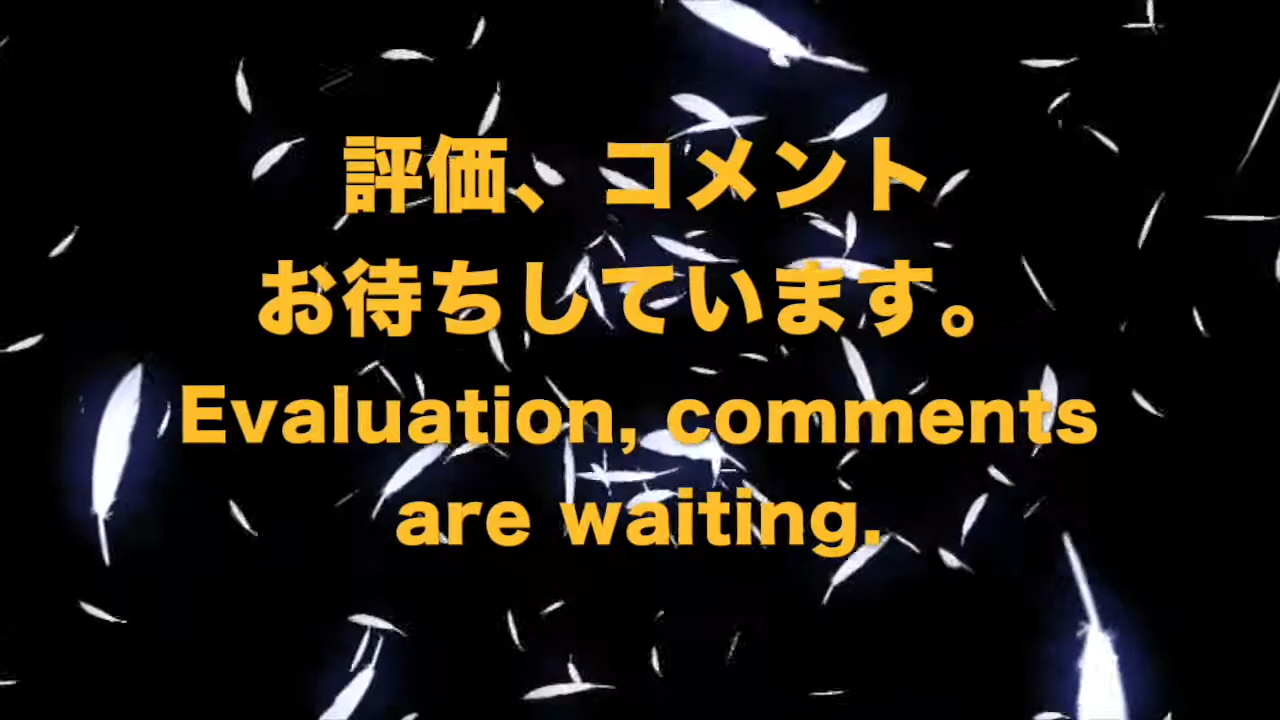 評価、コメント
お待ちしています。
Evaluation, comments
are waiting.